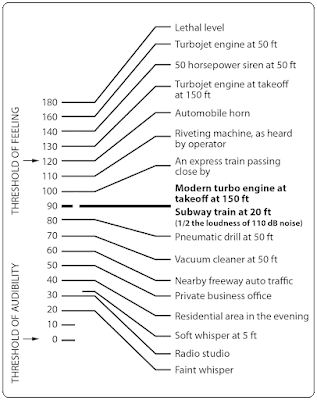 Lethal level
Turbojet engine at 50 ft
50 horsepower siren at 50 ft
Turbojet engine at takeoff
at 150 ft
Automobile horn
Riveting machine, as heard
by operator
An express train passing
close by
Modern turbo engine at
takeoff at 150 ft
Subway train at 20 ft
(1/2 the loudness of 110 dB noise)
Pneumatic drill at 50 ft
Vacuum cleaner at 50 ft
Nearby freeway auto traffic
Private business office
Residential area in the evening
Soft whisper at 5 ft
Radio studio
Faint whisper
180
160
140
130
120
110
100
90
80
70
60
50
40
30
20
10
0
THRESHOLD OF FEELING
THRESHOLD OF AUDIBILITY